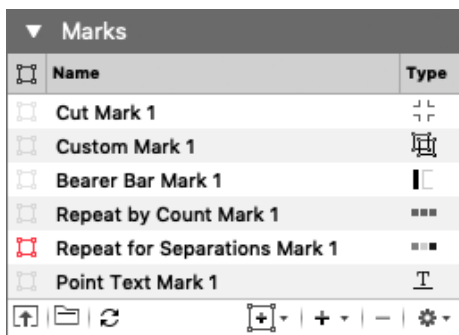 Marks
Name Type
Cut Mark 1
Custom Mark 1
Bearer Bar Mark 1
Repeat by Count Mark 1
Repeat for Separations Mark 1
Point Text Mark 1